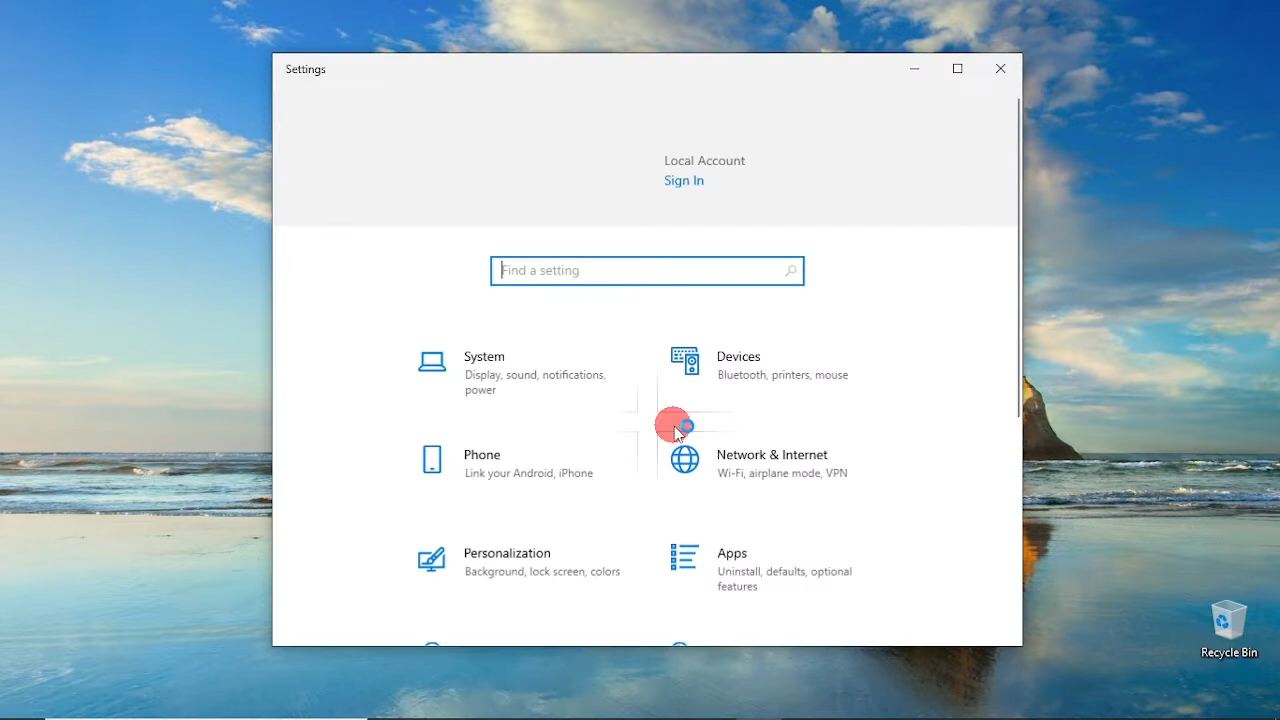 Settings
Local Account
Sign In
Find a setting
System
Display, sound, notifications,
power
Devices
Bluetooth, printers, mouse
Phone
Link your Android, iPhone
Network & Internet
Wi-Fi, airplane mode, VPN
Personalization
Background, lock screen, colors
Apps
Uninstall, defaults, optional
features
Recycle Bin